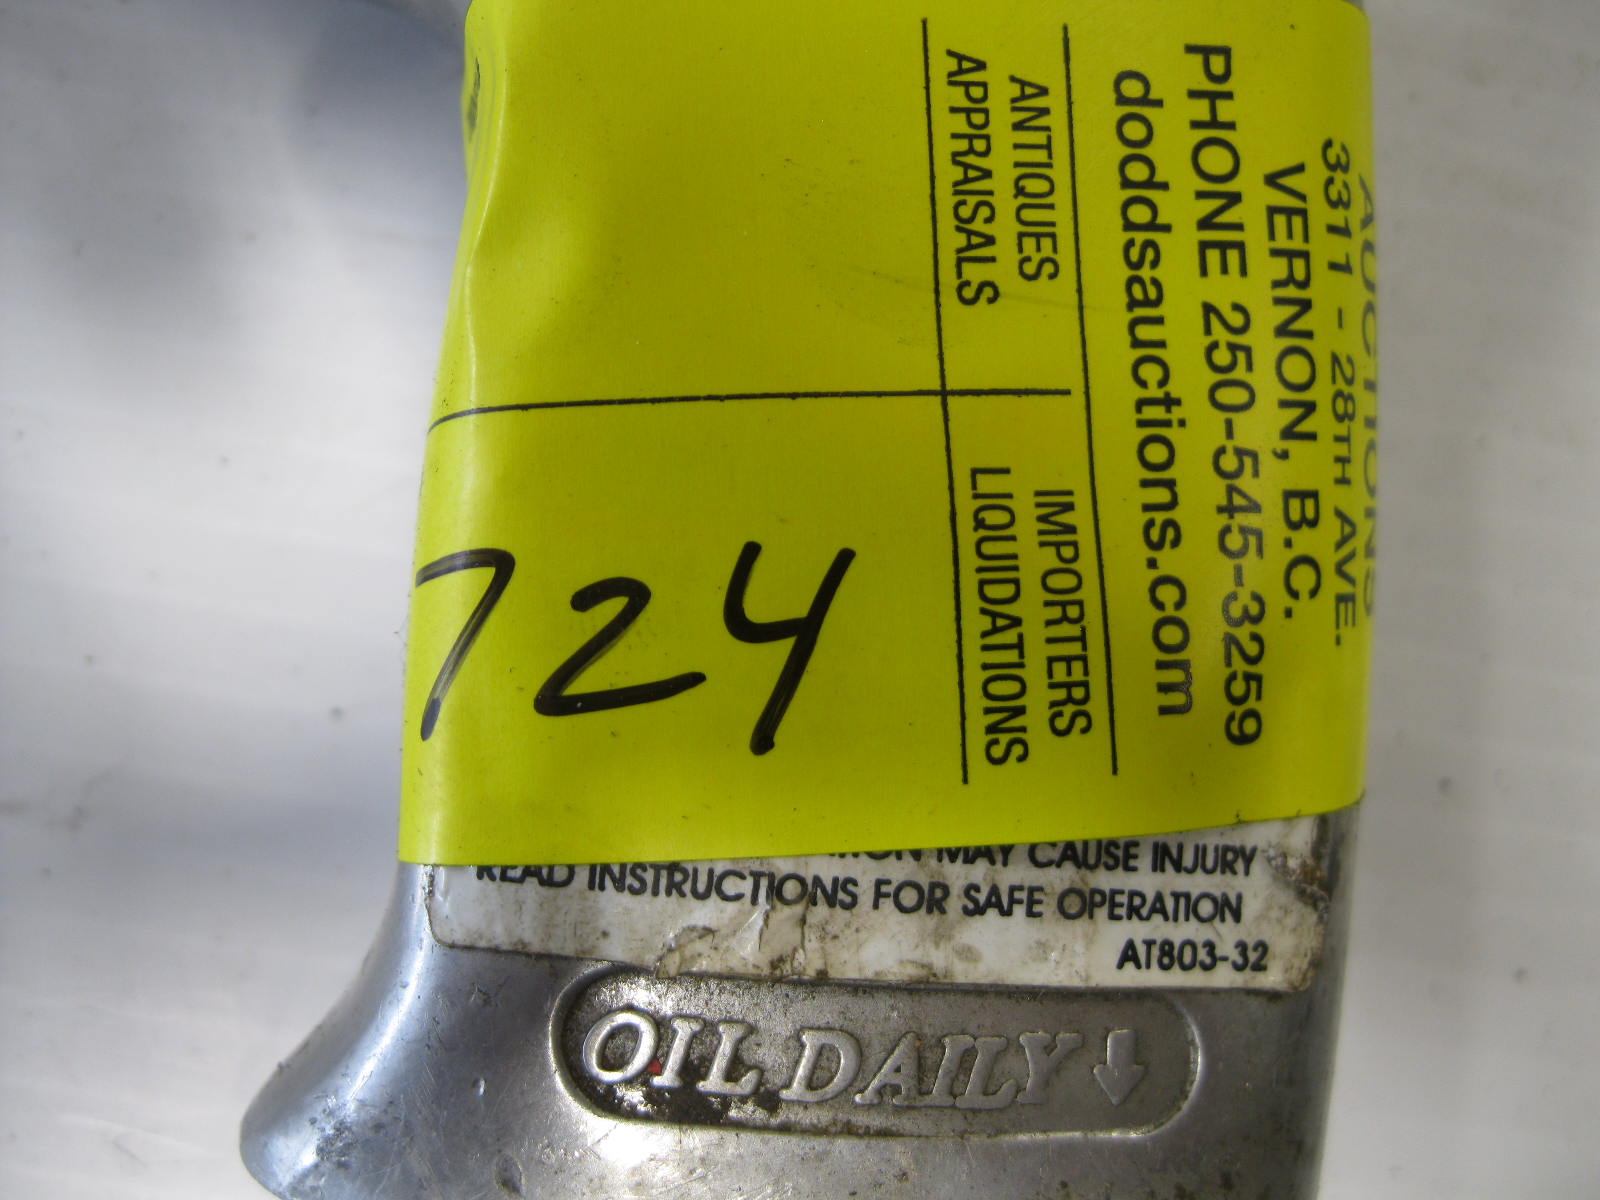 AUCTIONS
3311 - 28TH AVE.
VERNON, B.C.
PHONE 250-545-3259
doddsauctions.com
ANTIQUES
APPRAISALS
IMPORTERS
LIQUIDATIONS
724
MAY CAUSE INJURY
READ INSTRUCTIONS FOR SAFE OPERATION
AT803-32
OIL DAILY ↓